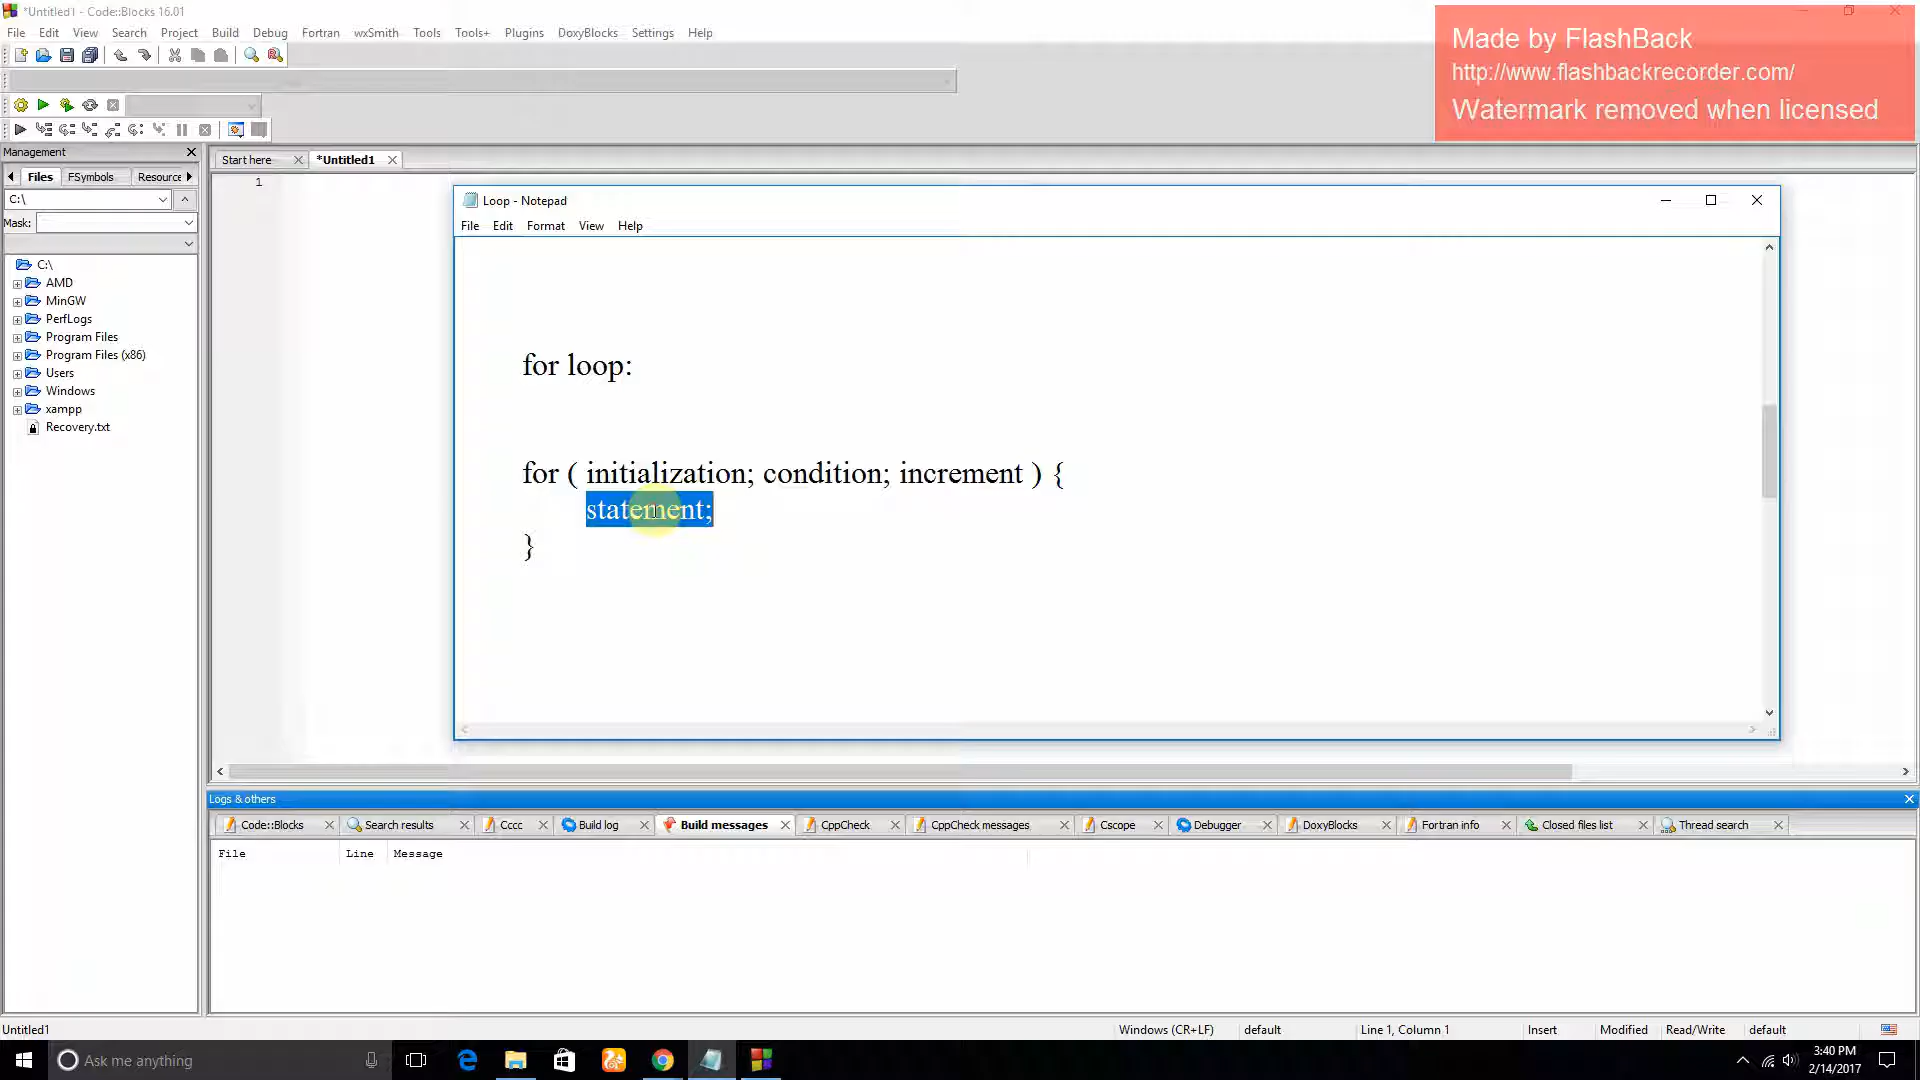 *Untitled1 - Code::Blocks 16.01
File Edit View Search Project Build Debug Fortran wxSmith Tools Tools+ Plugins DoxyBlocks Settings Help
Made by FlashBack
http://www.flashbackrecorder.com/
Watermark removed when licensed
Management
Files FSymbols Resource
C:\
Mask:
C:\
AMD
MinGW
PerfLogs
Program Files
Program Files (x86)
Users
Windows
xampp
Recovery.txt
Start here *Untitled1
1
Loop - Notepad
File Edit Format View Help
for loop:
for ( initialization; condition; increment ) {
statement;
}
Logs & others
Code::Blocks Search results Cccc Build log Build messages CppCheck CppCheck messages Cscope Debugger DoxyBlocks Fortran info Closed files list Thread search
File Line Message
Untitled1 Windows (CR+LF) default Line 1, Column 1 Insert Modified Read/Write default
Ask me anything
3:40 PM
2/14/2017